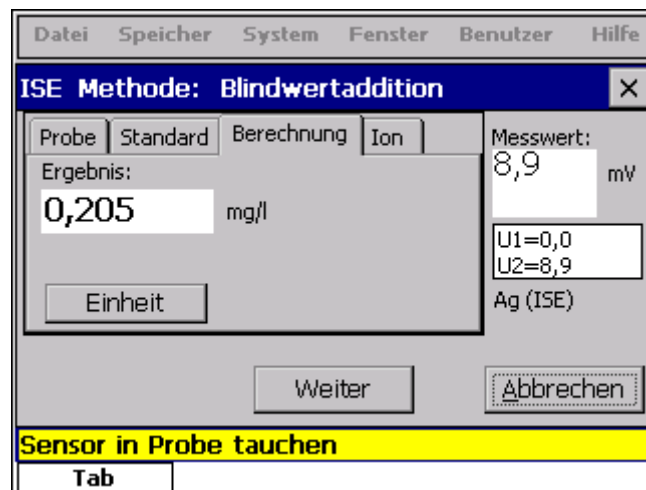 Datei Speicher System Fenster Benutzer Hilfe
ISE Methode: Blindwertaddition
Probe Standard Berechnung Ion
Messwert:
Ergebnis:
8,9 mV
0,205 mg/l
U1=0,0
U2=8,9
Einheit
Ag (ISE)
Weiter Abbrechen
Sensor in Probe tauchen
Tab